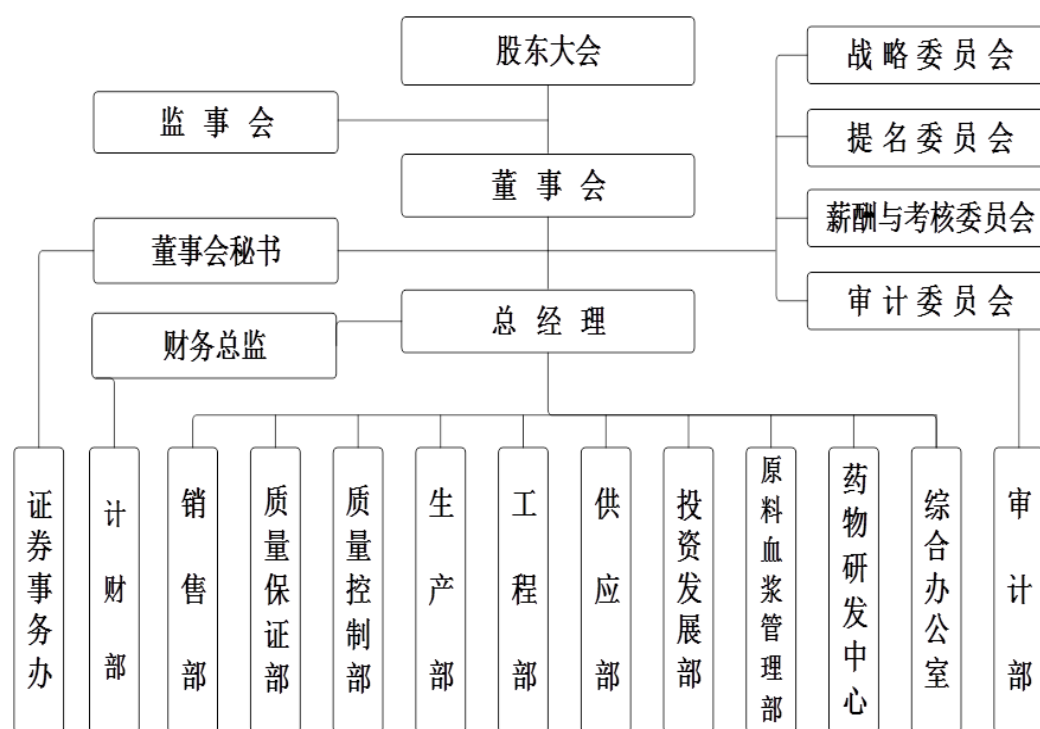 股东大会
战略委员会
监事会
提名委员会
董事会
薪酬与考核委员会
董事会秘书
审计委员会
总经理
财务总监
证券事务办
计财部
销售部
质量保证部
质量控制部
生产部
工程部
供应部
投资发展部
原料血浆管理部
药物研发中心
综合办公室
审计部